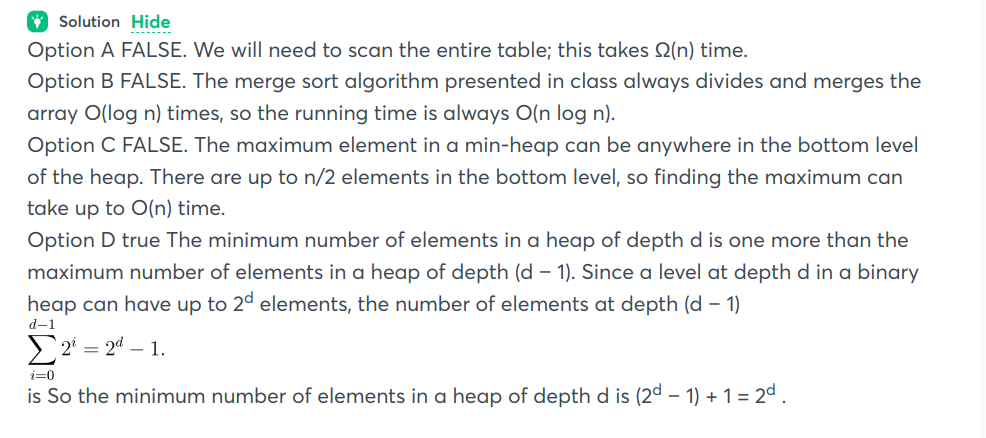 Solution Hide
Option A FALSE. We will need to scan the entire table; this takes Ω(n) time.
Option B FALSE. The merge sort algorithm presented in class always divides and merges the
array O(log n) times, so the running time is always O(n log n).
Option C FALSE. The maximum element in a min-heap can be anywhere in the bottom level
of the heap. There are up to n/2 elements in the bottom level, so finding the maximum can
take up to O(n) time.
Option D true The minimum number of elements in a heap of depth d is one more than the
maximum number of elements in a heap of depth (d – 1). Since a level at depth d in a binary
heap can have up to 2ᵈ elements, the number of elements at depth (d – 1)
d−1
∑ 2ⁱ = 2ᵈ − 1.
i=0
is So the minimum number of elements in a heap of depth d is (2ᵈ – 1) + 1 = 2ᵈ .